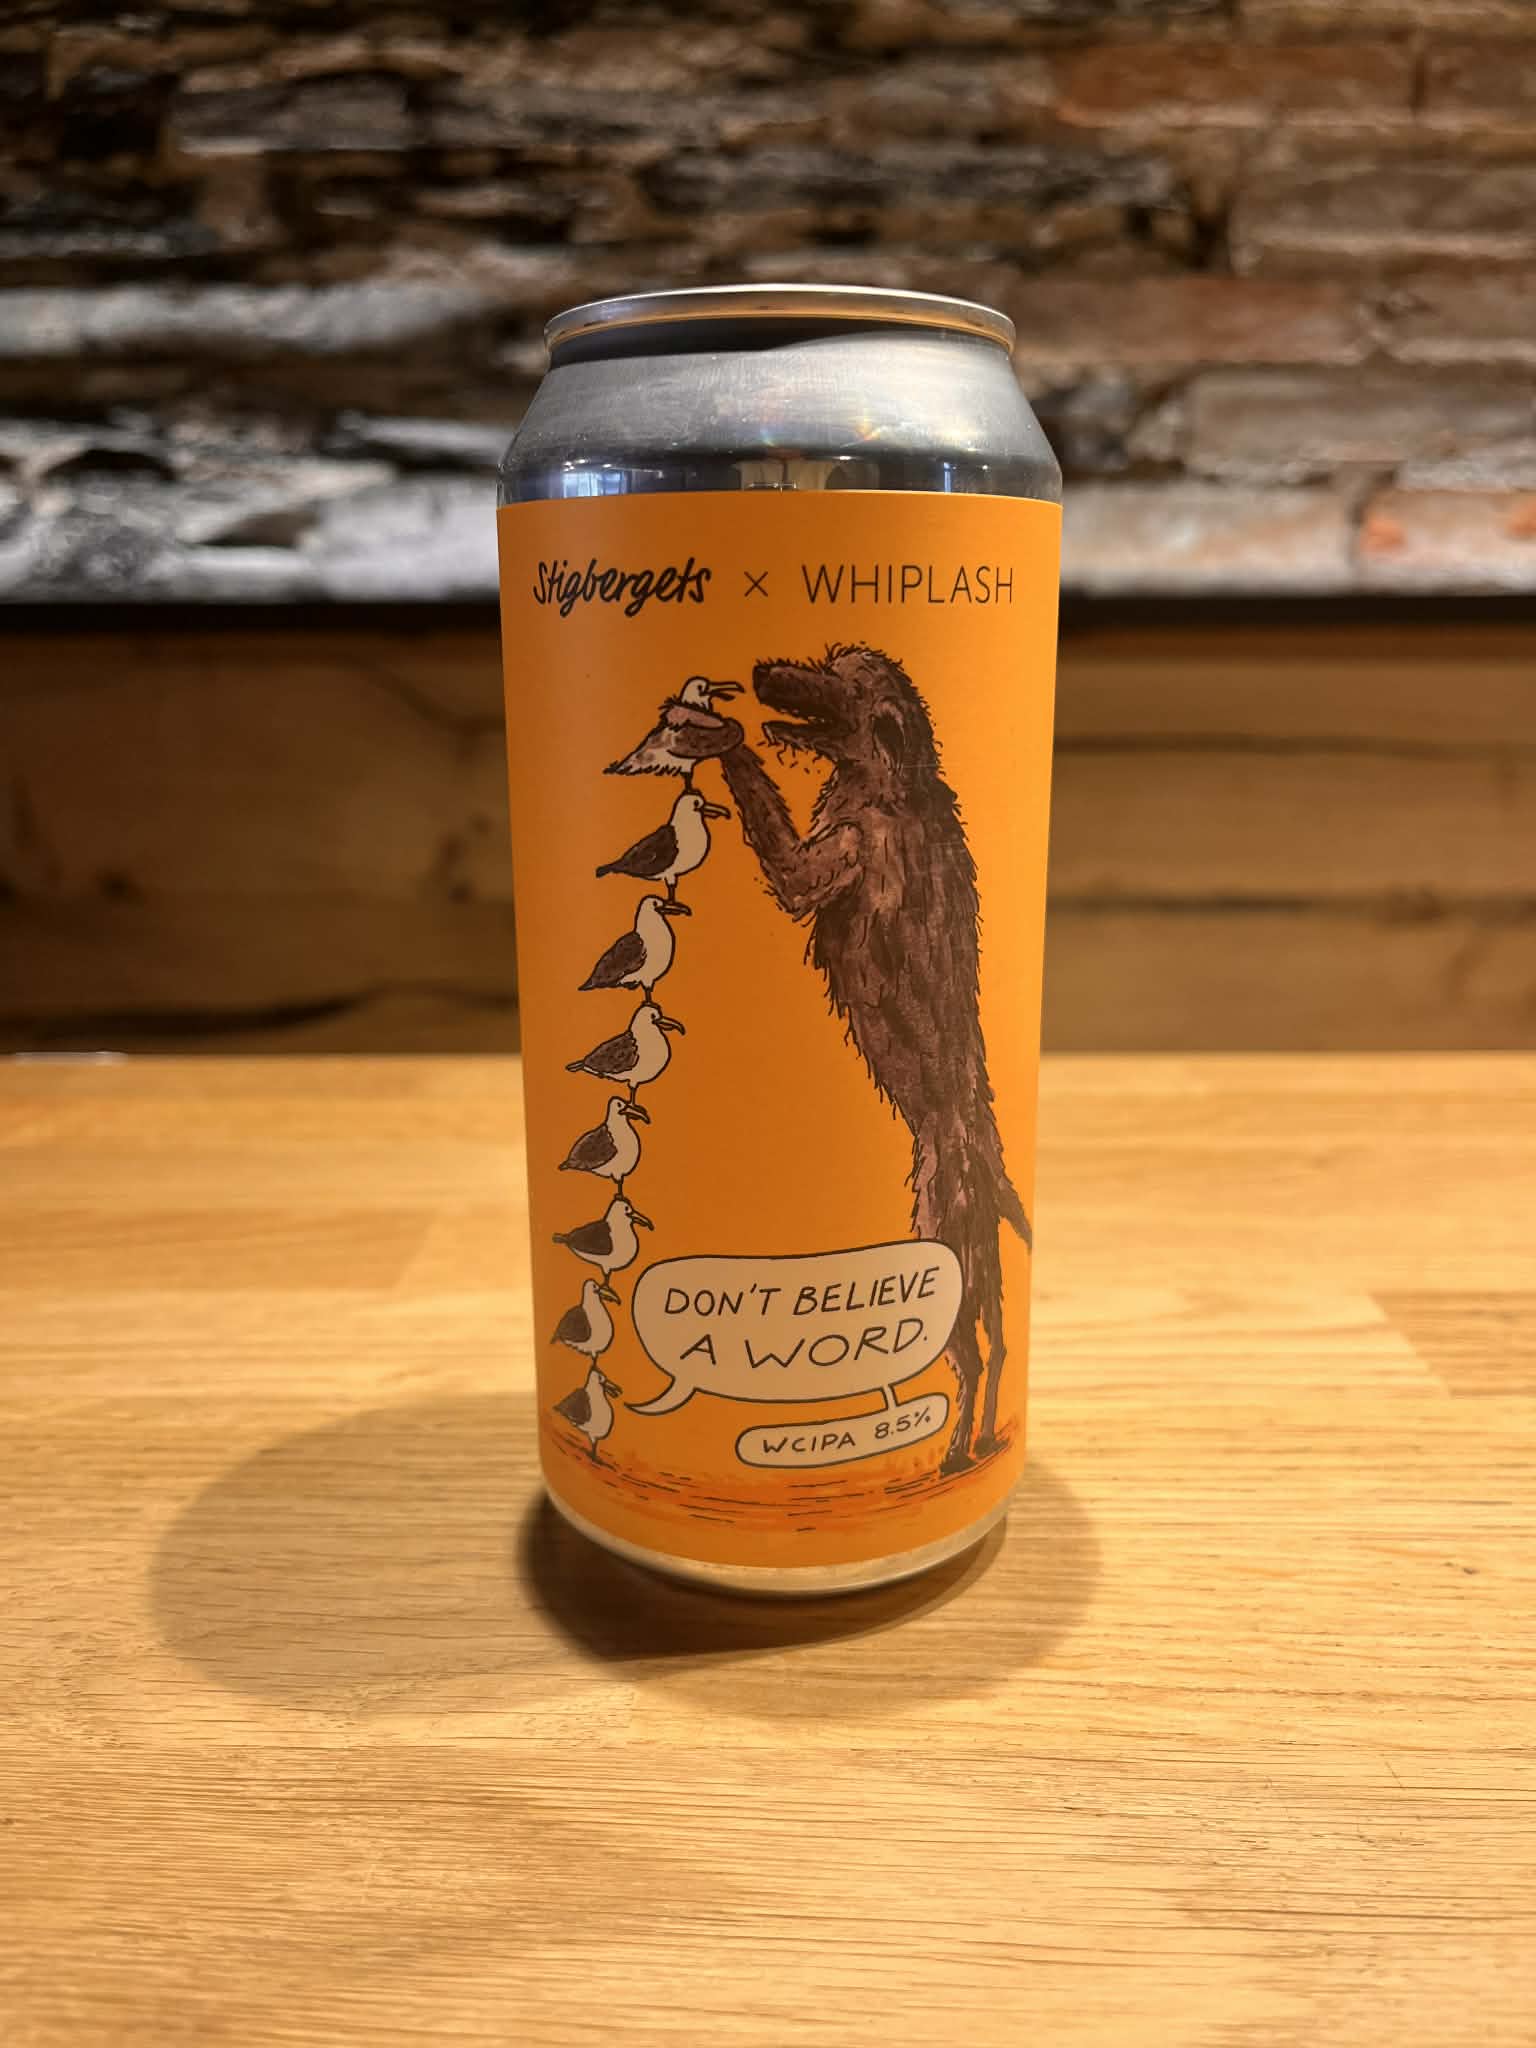 Stigbergets × WHIPLASH
DON'T BELIEVE
A WORD.
WCIPA 8.5%